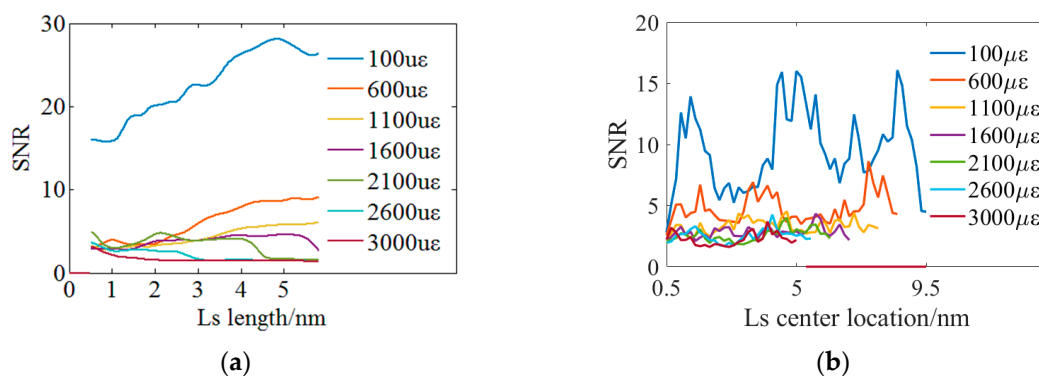 30
20
10
0
SNR
0 1 2 3 4 5
Ls length/nm
100uε
600uε
1100uε
1600uε
2100uε
2600uε
3000uε
(a)
20
15
10
5
0
SNR
0.5 5 9.5
Ls center location/nm
100με
600με
1100με
1600με
2100με
2600με
3000με
(b)